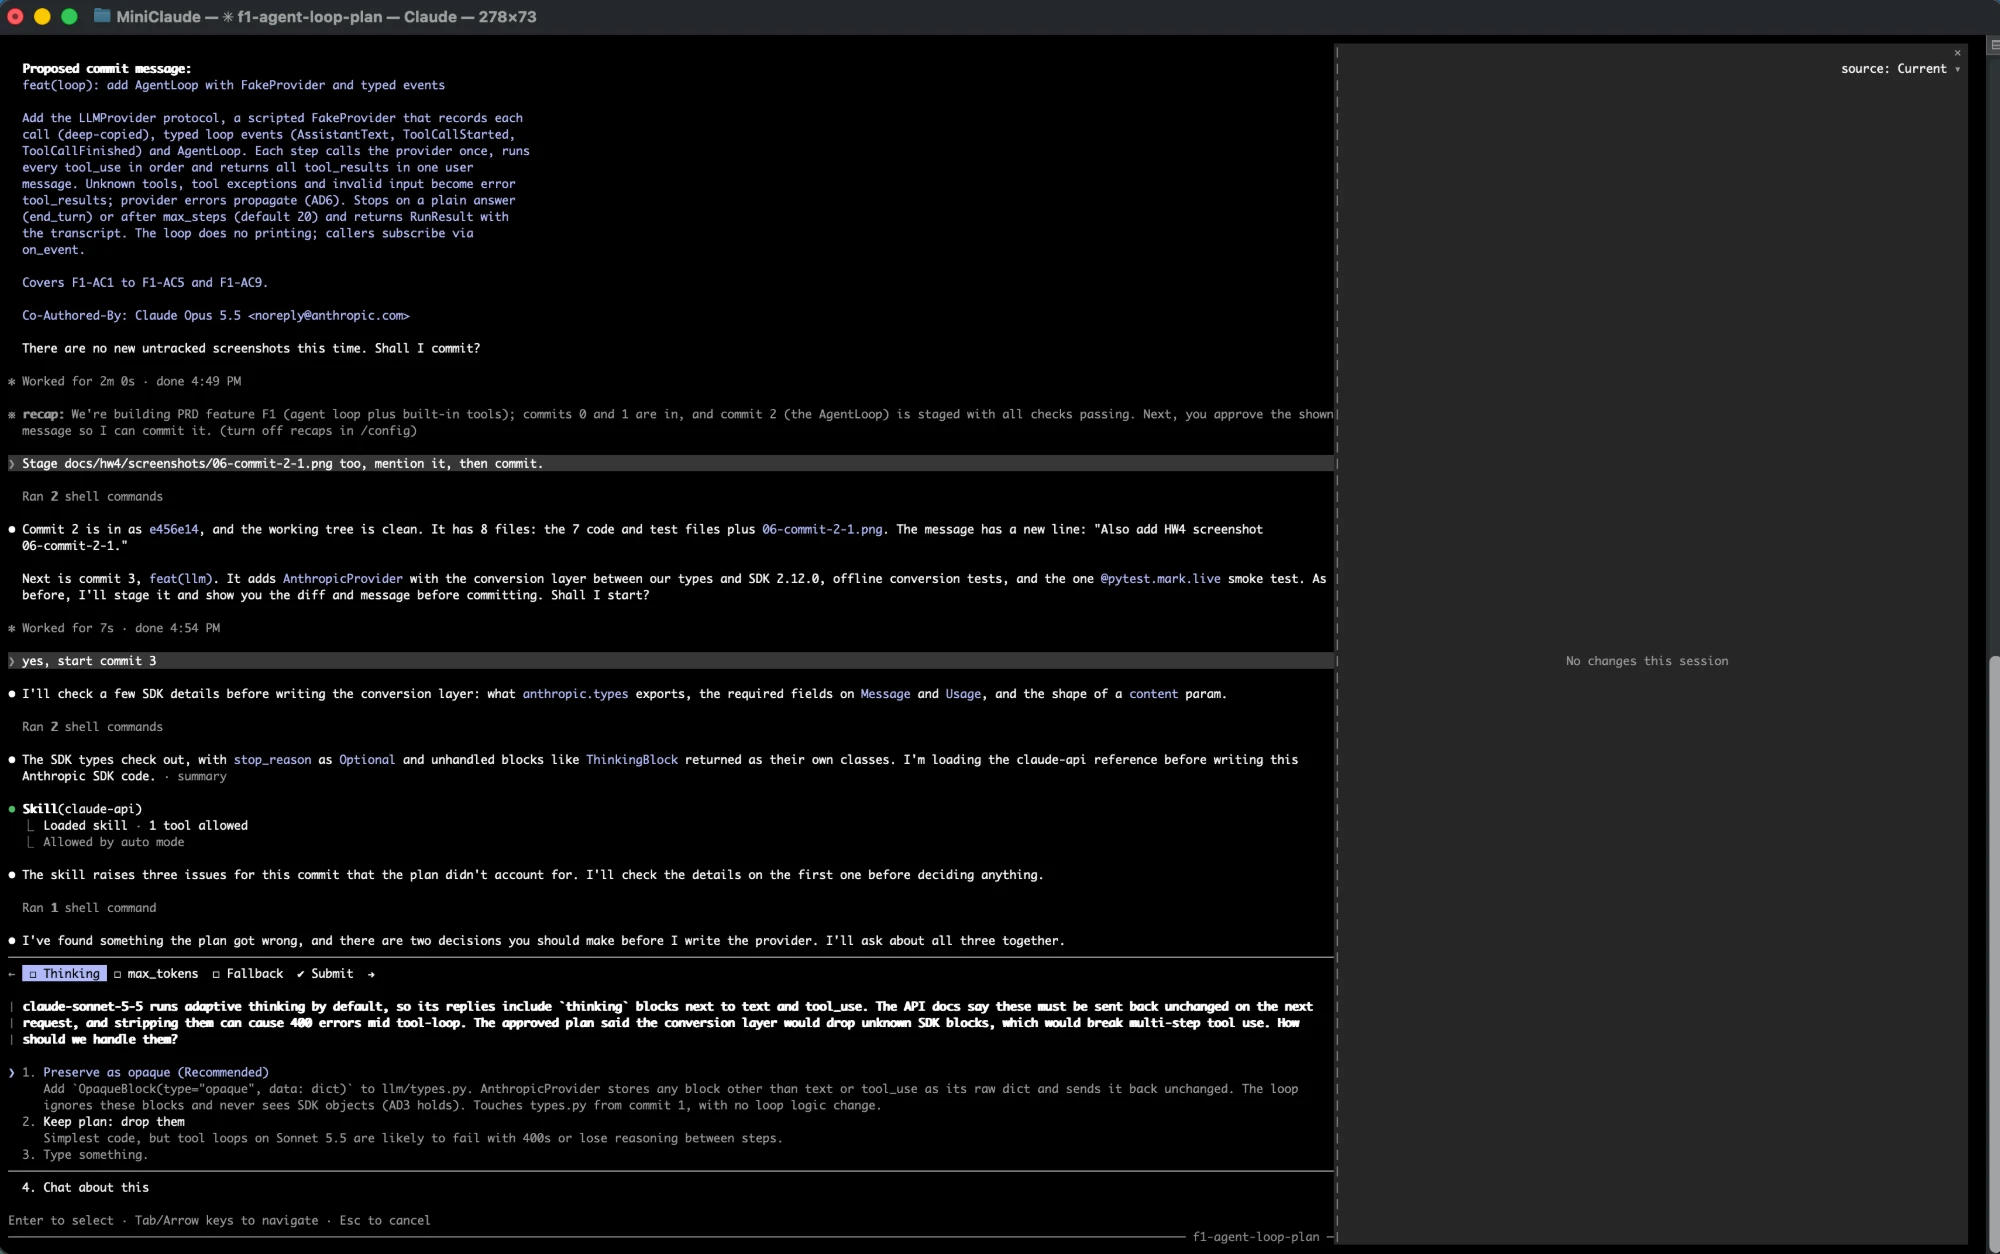 MiniClaude — ✳ f1-agent-loop-plan — Claude — 278×73
×
source: Current ▾
Proposed commit message:
feat(loop): add AgentLoop with FakeProvider and typed events
Add the LLMProvider protocol, a scripted FakeProvider that records each
call (deep-copied), typed loop events (AssistantText, ToolCallStarted,
ToolCallFinished) and AgentLoop. Each step calls the provider once, runs
every tool_use in order and returns all tool_results in one user
message. Unknown tools, tool exceptions and invalid input become error
tool_results; provider errors propagate (AD6). Stops on a plain answer
(end_turn) or after max_steps (default 20) and returns RunResult with
the transcript. The loop does no printing; callers subscribe via
on_event.
Covers F1-AC1 to F1-AC5 and F1-AC9.
Co-Authored-By: Claude Opus 5.5 <noreply@anthropic.com>
There are no new untracked screenshots this time. Shall I commit?
✻ Worked for 2m 0s · done 4:49 PM
※ recap: We're building PRD feature F1 (agent loop plus built-in tools); commits 0 and 1 are in, and commit 2 (the AgentLoop) is staged with all checks passing. Next, you approve the shown
message so I can commit it. (turn off recaps in /config)
❯ Stage docs/hw4/screenshots/06-commit-2-1.png too, mention it, then commit.
Ran 2 shell commands
● Commit 2 is in as e456e14, and the working tree is clean. It has 8 files: the 7 code and test files plus 06-commit-2-1.png. The message has a new line: "Also add HW4 screenshot
06-commit-2-1."
Next is commit 3, feat(llm). It adds AnthropicProvider with the conversion layer between our types and SDK 2.12.0, offline conversion tests, and the one @pytest.mark.live smoke test. As
before, I'll stage it and show you the diff and message before committing. Shall I start?
✻ Worked for 7s · done 4:54 PM
❯ yes, start commit 3
No changes this session
● I'll check a few SDK details before writing the conversion layer: what anthropic.types exports, the required fields on Message and Usage, and the shape of a content param.
Ran 2 shell commands
● The SDK types check out, with stop_reason as Optional and unhandled blocks like ThinkingBlock returned as their own classes. I'm loading the claude-api reference before writing this
Anthropic SDK code. · summary
● Skill(claude-api)
⎿ Loaded skill · 1 tool allowed
⎿ Allowed by auto mode
● The skill raises three issues for this commit that the plan didn't account for. I'll check the details on the first one before deciding anything.
Ran 1 shell command
● I've found something the plan got wrong, and there are two decisions you should make before I write the provider. I'll ask about all three together.
← ☐ Thinking ☐ max_tokens ☐ Fallback ✔ Submit →
claude-sonnet-5-5 runs adaptive thinking by default, so its replies include `thinking` blocks next to text and tool_use. The API docs say these must be sent back unchanged on the next
request, and stripping them can cause 400 errors mid tool-loop. The approved plan said the conversion layer would drop unknown SDK blocks, which would break multi-step tool use. How
should we handle them?
❯ 1. Preserve as opaque (Recommended)
Add `OpaqueBlock(type="opaque", data: dict)` to llm/types.py. AnthropicProvider stores any block other than text or tool_use as its raw dict and sends it back unchanged. The loop
ignores these blocks and never sees SDK objects (AD3 holds). Touches types.py from commit 1, with no loop logic change.
2. Keep plan: drop them
Simplest code, but tool loops on Sonnet 5.5 are likely to fail with 400s or lose reasoning between steps.
3. Type something.
4. Chat about this
Enter to select · Tab/Arrow keys to navigate · Esc to cancel
f1-agent-loop-plan